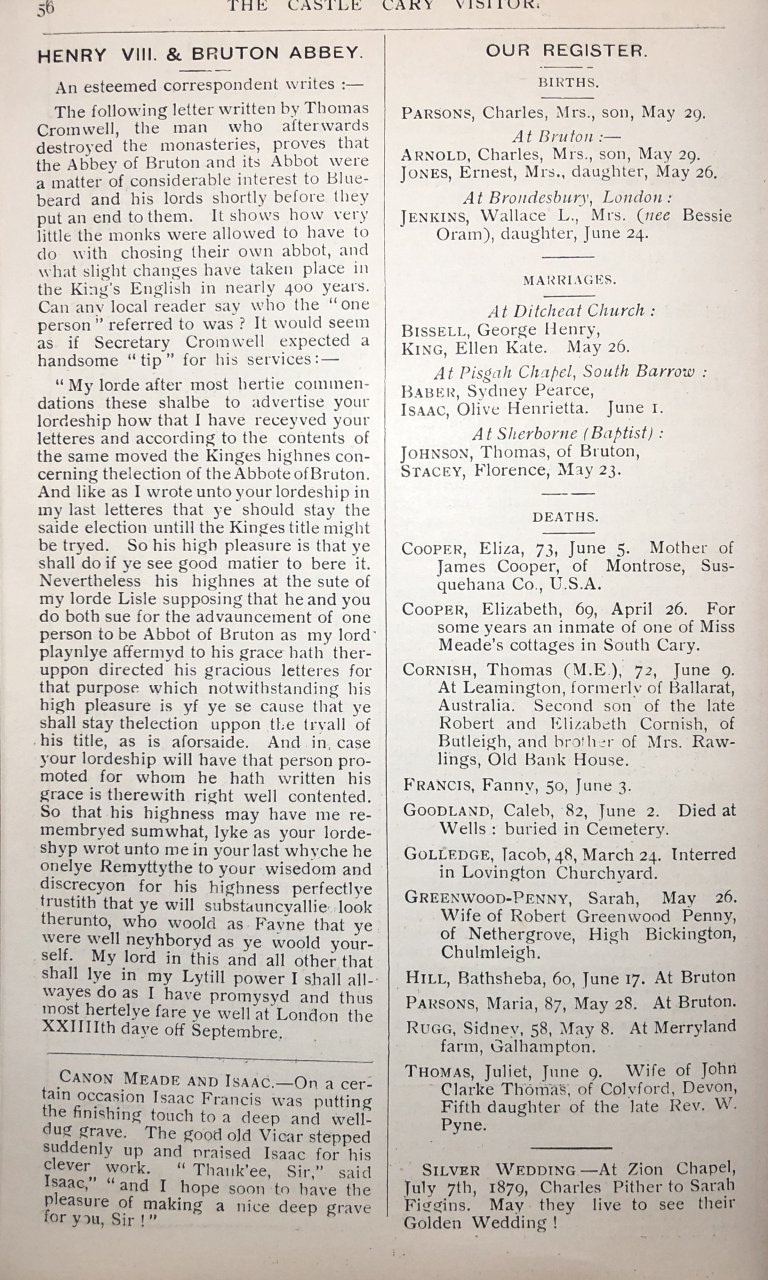 56
THE CASTLE CARY VISITOR.
HENRY VIII. & BRUTON ABBEY.
An esteemed correspondent writes :—
The following letter written by Thomas
Cromwell, the man who afterwards
destroyed the monasteries, proves that
the Abbey of Bruton and its Abbot were
a matter of considerable interest to Blue-
beard and his lords shortly before they
put an end to them. It shows how very
little the monks were allowed to have to
do with chosing their own abbot, and
what slight changes have taken place in
the King's English in nearly 400 years.
Can any local reader say who the "one
person" referred to was ? It would seem
as if Secretary Cromwell expected a
handsome "tip" for his services:—
"My lorde after most hertie commen-
dations these shalbe to advertise your
lordeship how that I have receyved your
letteres and according to the contents of
the same moved the Kinges highnes con-
cerning thelection of the Abbote of Bruton.
And like as I wrote unto your lordeship in
my last letteres that ye should stay the
saide election untill the Kinges title might
be tryed. So his high pleasure is that ye
shall do if ye see good matier to bere it.
Nevertheless his highnes at the sute of
my lorde Lisle supposing that he and you
do both sue for the advauncement of one
person to be Abbot of Bruton as my lord
playnlye affermyd to his grace hath ther-
uppon directed his gracious letteres for
that purpose which notwithstanding his
high pleasure is yf ye se cause that ye
shall stay thelection uppon the tryall of
his title, as is aforsaide. And in case
your lordeship will have that person pro-
moted for whom he hath written his
grace is therewith right well contented.
So that his highness may have me re-
membryed sumwhat, lyke as your lorde-
shyp wrot unto me in your last whyche he
onelye Remyttythe to your wisedom and
discrecyon for his highness perfectlye
trustith that ye will substauncyallie look
therunto, who woold as Fayne that ye
were well neyhboryd as ye woold your-
self. My lord in this and all other that
shall lye in my Lytill power I shall all-
wayes do as I have promysyd and thus
most hertelye fare ye well at London the
XXIIIIth daye off Septembre.
CANON MEADE AND ISAAC.—On a cer-
tain occasion Isaac Francis was putting
the finishing touch to a deep and well-
dug grave. The good old Vicar stepped
suddenly up and praised Isaac for his
clever work. "Thank'ee, Sir," said
Isaac," "and I hope soon to have the
pleasure of making a nice deep grave
for you, Sir !"
OUR REGISTER.
BIRTHS.
PARSONS, Charles, Mrs., son, May 29.
At Bruton :—
ARNOLD, Charles, Mrs., son, May 29.
JONES, Ernest, Mrs., daughter, May 26.
At Brondesbury, London :
JENKINS, Wallace L., Mrs. (nee Bessie
Oram), daughter, June 24.
MARRIAGES.
At Ditcheat Church :
BISSELL, George Henry,
KING, Ellen Kate. May 26.
At Pisgah Chapel, South Barrow :
BABER, Sydney Pearce,
ISAAC, Olive Henrietta. June 1.
At Sherborne (Baptist) :
JOHNSON, Thomas, of Bruton,
STACEY, Florence, May 23.
DEATHS.
COOPER, Eliza, 73, June 5. Mother of
James Cooper, of Montrose, Sus-
quehana Co., U.S.A.
COOPER, Elizabeth, 69, April 26. For
some years an inmate of one of Miss
Meade's cottages in South Cary.
CORNISH, Thomas (M.E.), 72, June 9.
At Leamington, formerly of Ballarat,
Australia. Second son of the late
Robert and Elizabeth Cornish, of
Butleigh, and brother of Mrs. Raw-
lings, Old Bank House.
FRANCIS, Fanny, 50, June 3.
GOODLAND, Caleb, 82, June 2. Died at
Wells : buried in Cemetery.
GOLLEDGE, Jacob, 48, March 24. Interred
in Lovington Churchyard.
GREENWOOD-PENNY, Sarah, May 26.
Wife of Robert Greenwood Penny,
of Nethergrove, High Bickington,
Chulmleigh.
HILL, Bathsheba, 60, June 17. At Bruton
PARSONS, Maria, 87, May 28. At Bruton.
RUGG, Sidney, 58, May 8. At Merryland
farm, Galhampton.
THOMAS, Juliet, June 9. Wife of John
Clarke Thomas, of Colyford, Devon,
Fifth daughter of the late Rev. W.
Pyne.
SILVER WEDDING—At Zion Chapel,
July 7th, 1879, Charles Pither to Sarah
Figgins. May they live to see their
Golden Wedding !